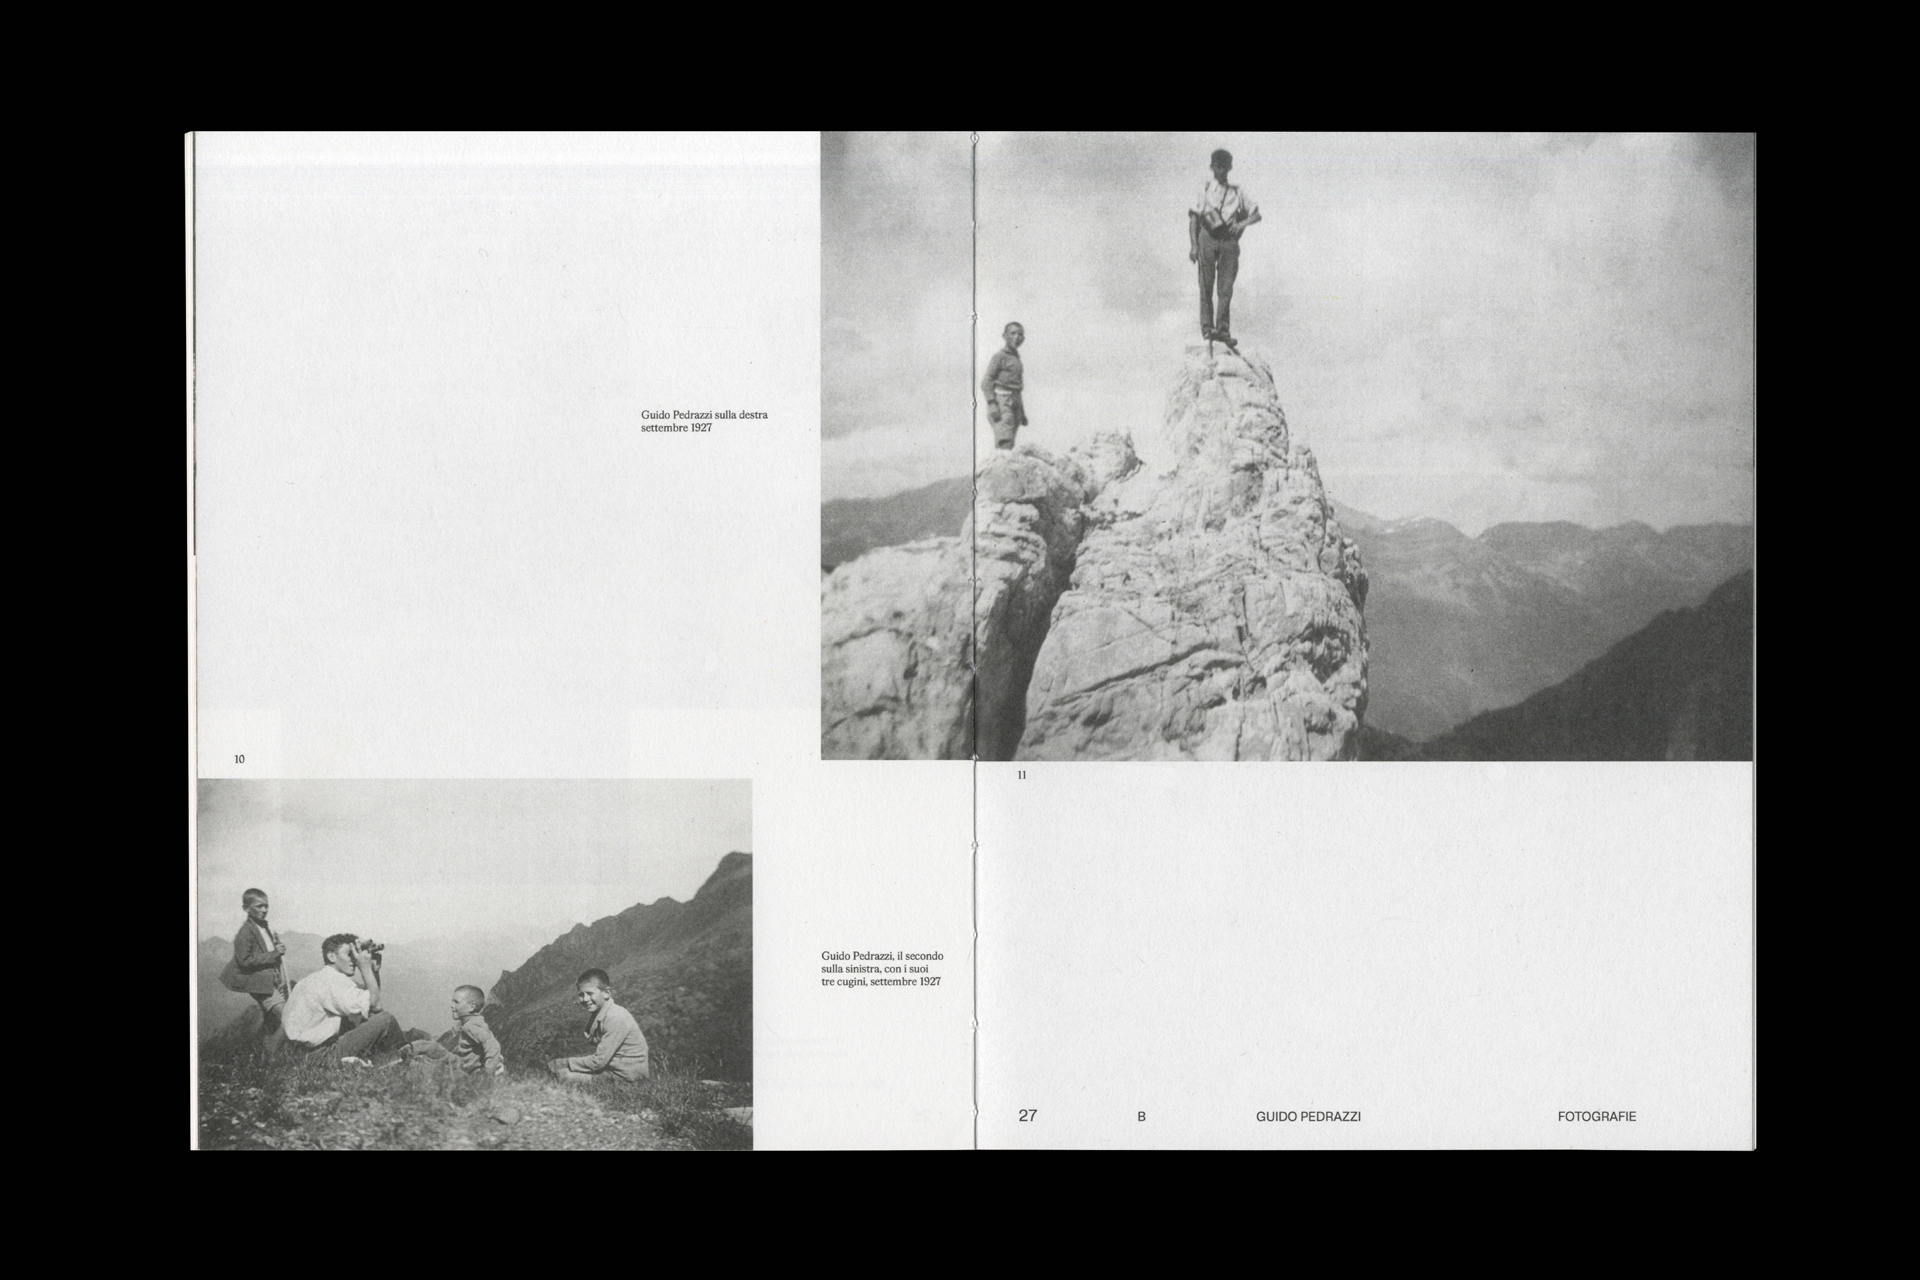 Guido Pedrazzi sulla destra
settembre 1927
10
11
Guido Pedrazzi, il secondo
sulla sinistra, con i suoi
tre cugini, settembre 1927
27 B GUIDO PEDRAZZI FOTOGRAFIE